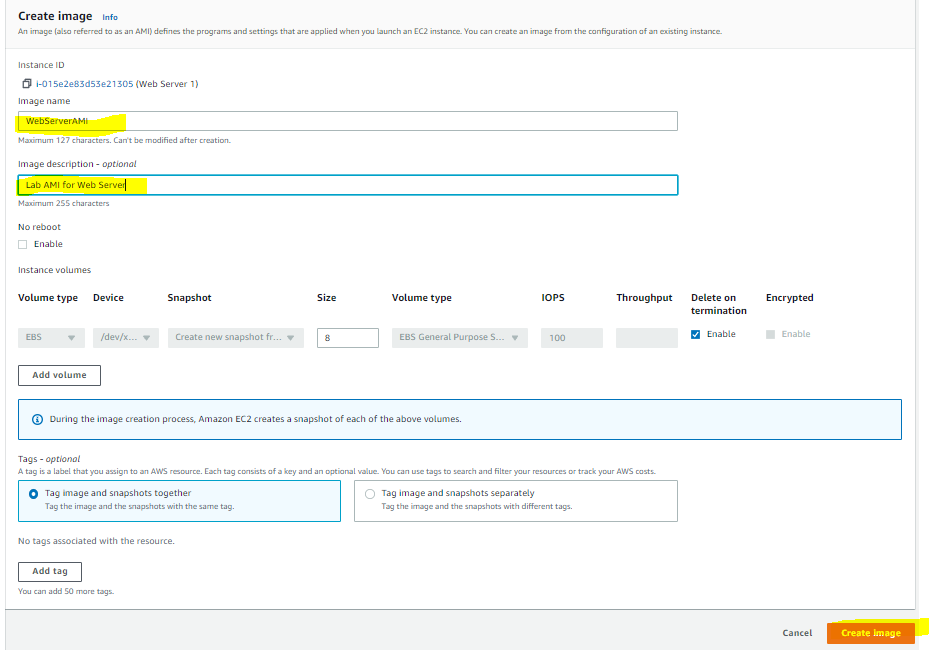 Create image Info
An image (also referred to as an AMI) defines the programs and settings that are applied when you launch an EC2 instance. You can create an image from the configuration of an existing instance.
Instance ID
i-015e2e83d53e21305 (Web Server 1)
Image name
WebServerAMI
Maximum 127 characters. Can't be modified after creation.
Image description - optional
Lab AMI for Web Server
Maximum 255 characters
No reboot
Enable
Instance volumes
Volume type Device Snapshot Size Volume type IOPS Throughput Delete on termination Encrypted
EBS /dev/x... Create new snapshot fr... 8 EBS General Purpose S... 100 Enable Enable
Add volume
During the image creation process, Amazon EC2 creates a snapshot of each of the above volumes.
Tags - optional
A tag is a label that you assign to an AWS resource. Each tag consists of a key and an optional value. You can use tags to search and filter your resources or track your AWS costs.
Tag image and snapshots together
Tag the image and the snapshots with the same tag.
Tag image and snapshots separately
Tag the image and the snapshots with different tags.
No tags associated with the resource.
Add tag
You can add 50 more tags.
Cancel Create image